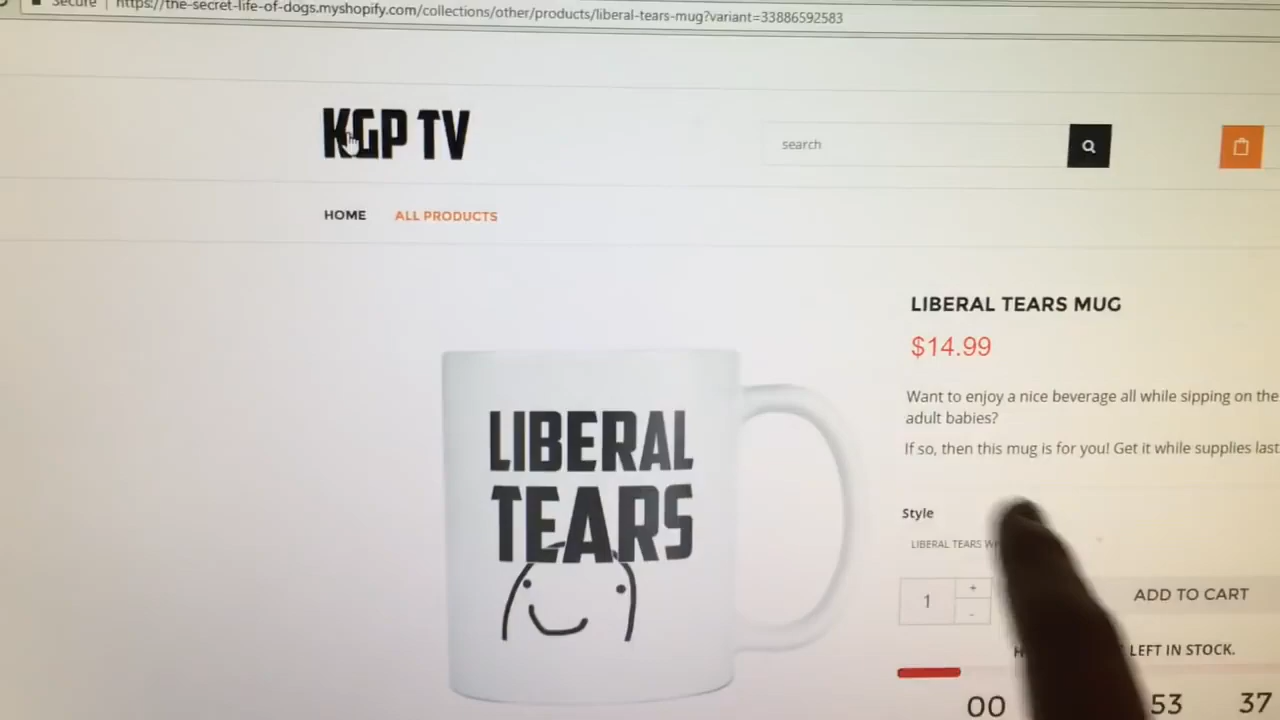 Secure https://the-secret-life-of-dogs.myshopify.com/collections/other/products/liberal-tears-mug?variant=33886592583
KGP TV
search
HOME ALL PRODUCTS
LIBERAL TEARS MUG
$14.99
Want to enjoy a nice beverage all while sipping on the
adult babies?
If so, then this mug is for you! Get it while supplies last
LIBERAL
TEARS
Style
LIBERAL TEARS
1 + -
ADD TO CART
LEFT IN STOCK.
00 53 37